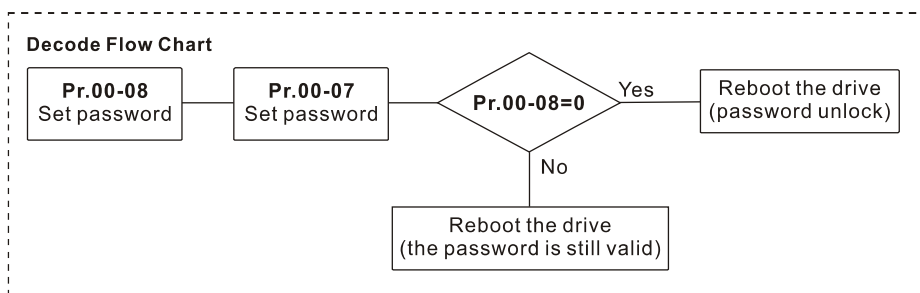 Decode Flow Chart
Pr.00-08
Set password
Pr.00-07
Set password
Pr.00-08=0
Yes
Reboot the drive
(password unlock)
No
Reboot the drive
(the password is still valid)